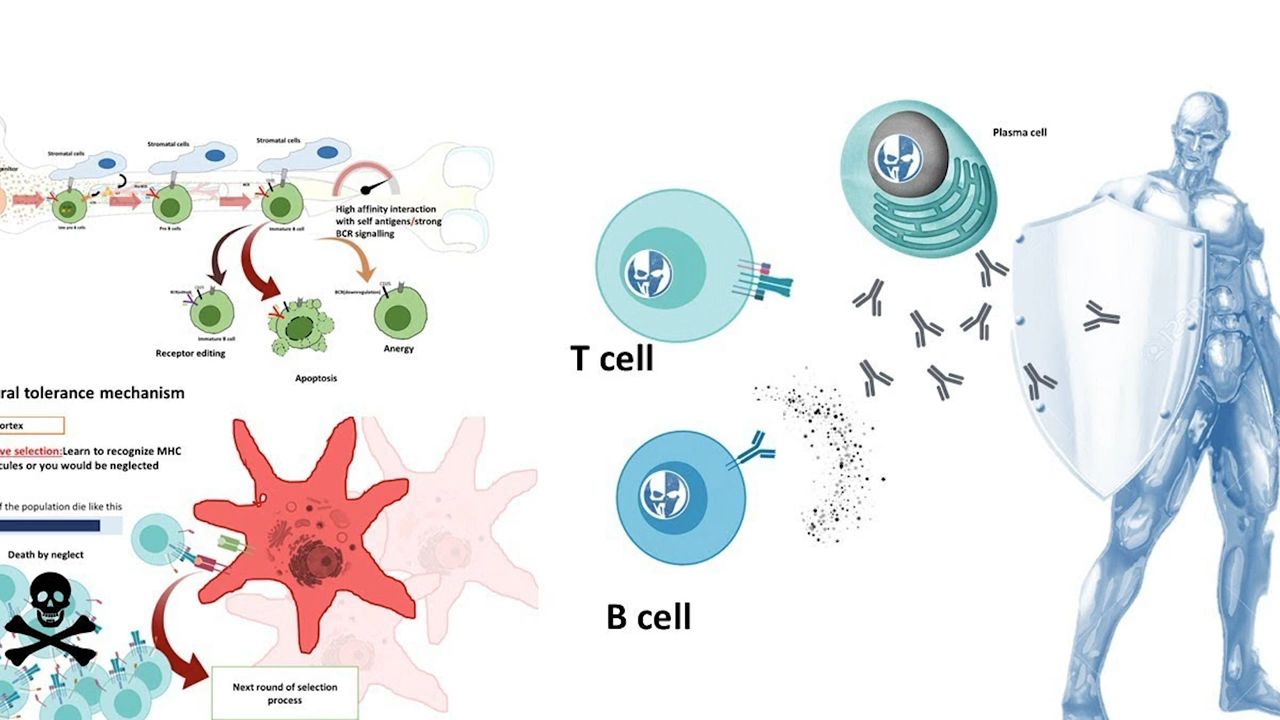 Stromatal cells
Stromatal cells
Stromatal cells
Pre B cells
Immature B cell
High affinity interaction
with self antigens/strong
BCR signalling
Immature B cell
Receptor editing
Apoptosis
Anergy
ral tolerance mechanism
ortex
ve selection:Learn to recognize MHC
cules or you would be neglected
f the population die like this
Death by neglect
Next round of selection
process
T cell
B cell
Plasma cell